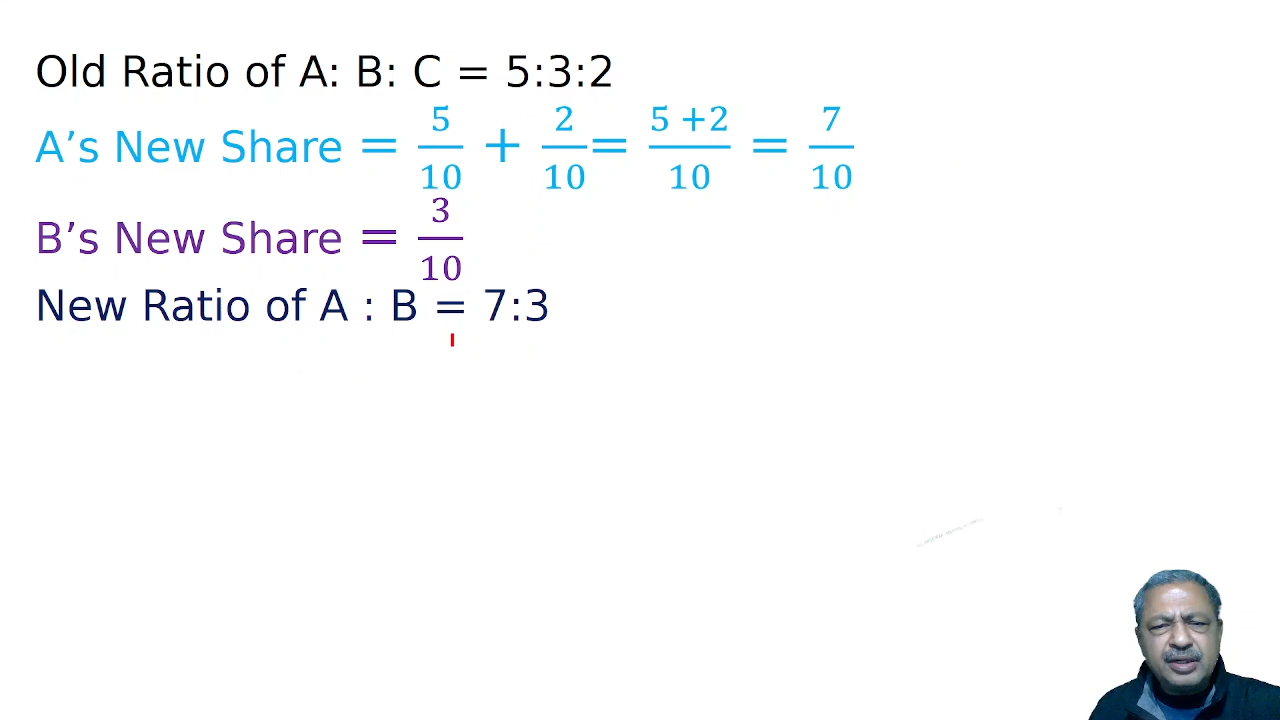 Old Ratio of A: B: C = 5:3:2
A’s New Share = 5/10 + 2/10 = 5 +2/10 = 7/10
B’s New Share = 3/10
New Ratio of A : B = 7:3